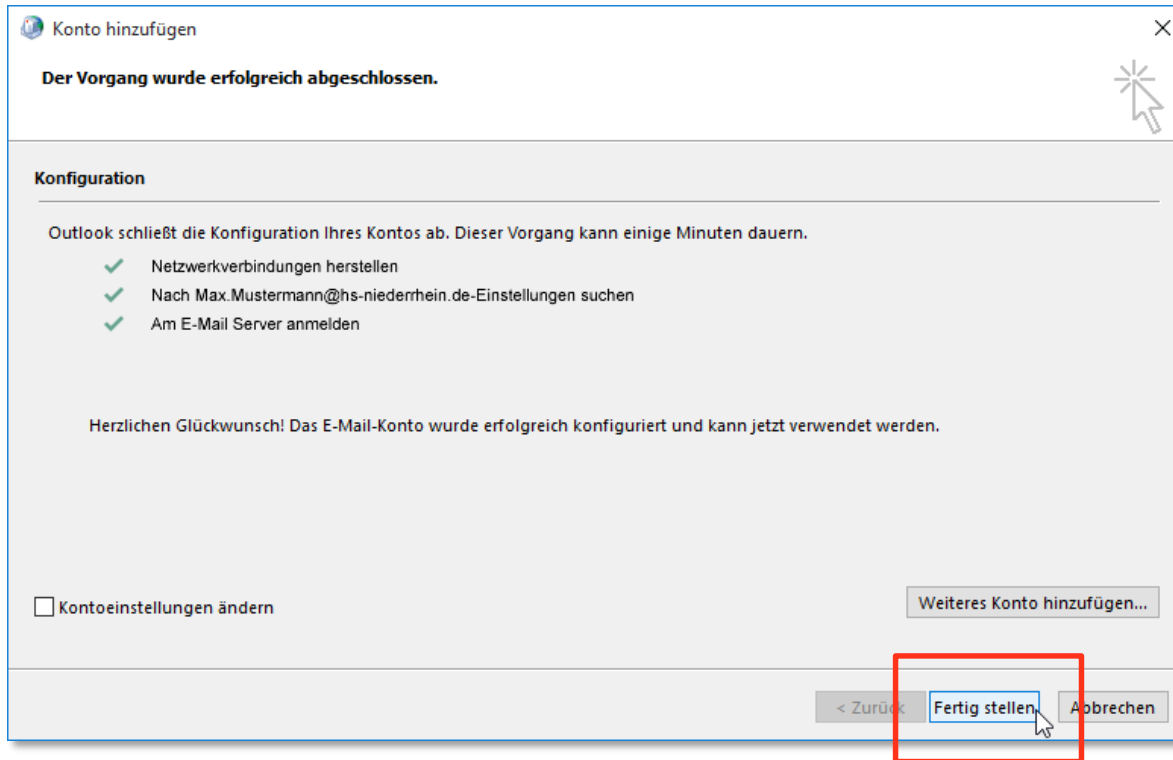 Konto hinzufügen
Der Vorgang wurde erfolgreich abgeschlossen.
Konfiguration
Outlook schließt die Konfiguration Ihres Kontos ab. Dieser Vorgang kann einige Minuten dauern.
Netzwerkverbindungen herstellen
Nach Max.Mustermann@hs-niederrhein.de-Einstellungen suchen
Am E-Mail Server anmelden
Herzlichen Glückwunsch! Das E-Mail-Konto wurde erfolgreich konfiguriert und kann jetzt verwendet werden.
Kontoeinstellungen ändern
Weiteres Konto hinzufügen...
< Zurück Fertig stellen Abbrechen